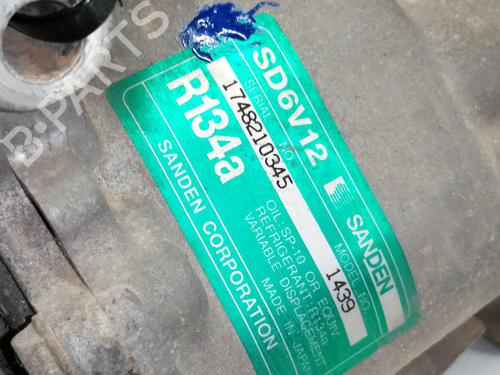 SD6V12 SANDEN
SERIAL NO. MODEL NO.
1748210345 1439
R134a
OIL: SP-10 OR EQUIV.
REFRIGERANT: R134a
VARIABLE DISPLACEMENT
MADE IN JAPAN
SANDEN CORPORATION
B-PARTS